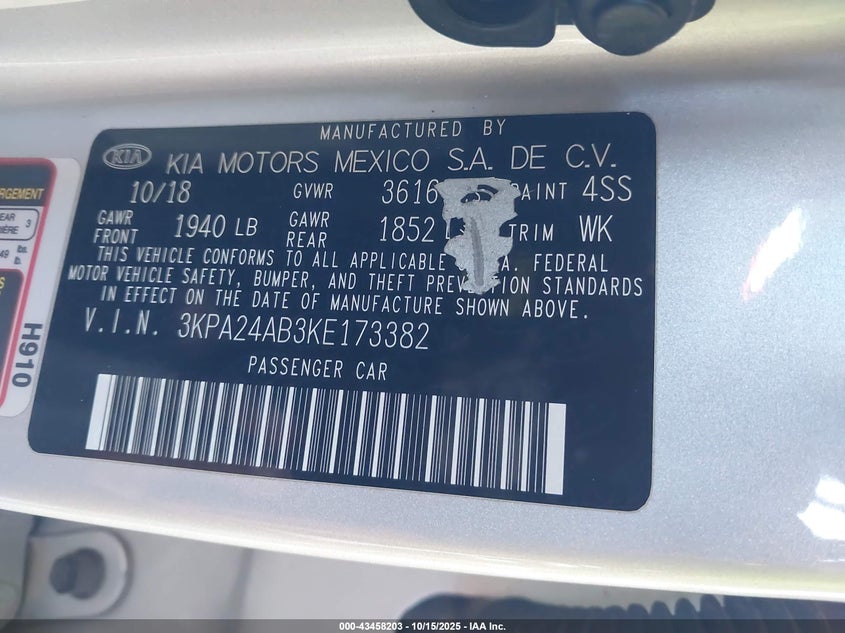 MANUFACTURED BY
KIA KIA MOTORS MEXICO S.A. DE C.V.
10/18 GVWR 3616 PAINT 4SS
GAWR FRONT 1940 LB GAWR REAR 1852 TRIM WK
THIS VEHICLE CONFORMS TO ALL APPLICABLE FEDERAL
MOTOR VEHICLE SAFETY, BUMPER, AND THEFT PREVENTION STANDARDS
IN EFFECT ON THE DATE OF MANUFACTURE SHOWN ABOVE.
V.I.N. 3KPA24AB3KE173382
PASSENGER CAR
H910
000-43458203 - 10/15/2025 - IAA Inc.